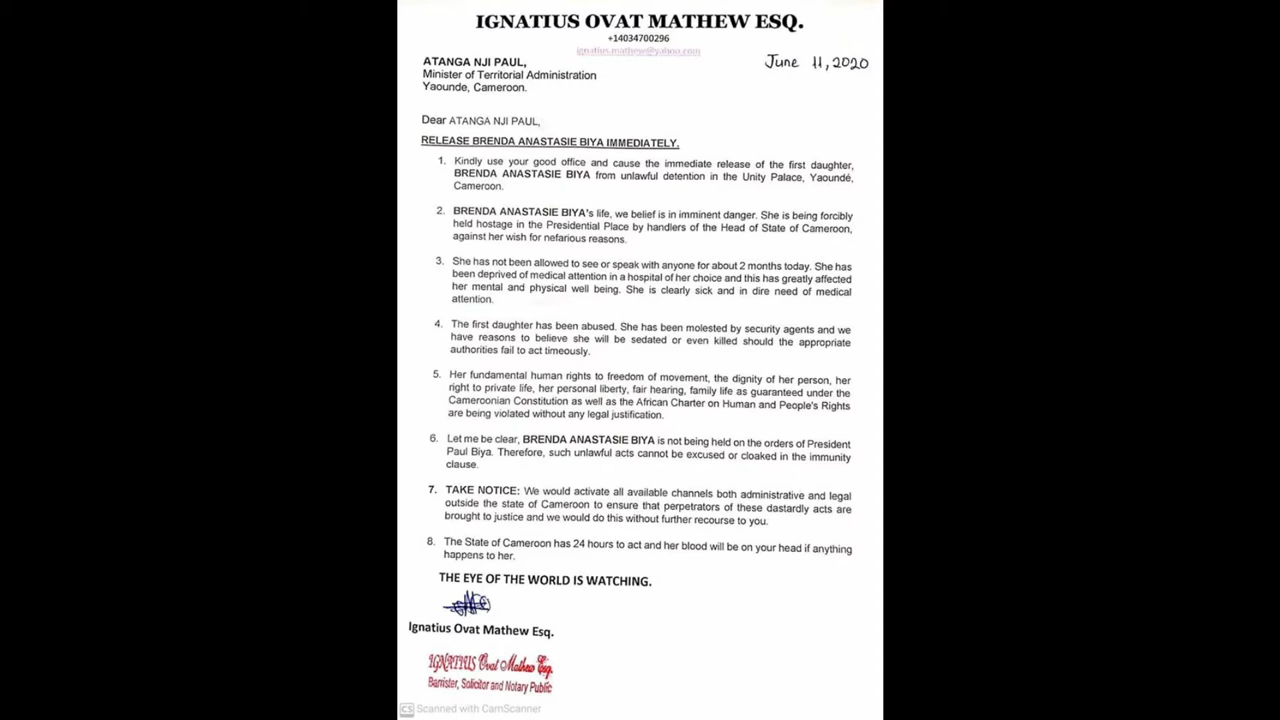 IGNATIUS OVAT MATHEW ESQ.
+14034700296
ignatius.mathew@yahoo.com
June 11, 2020
ATANGA NJI PAUL,
Minister of Territorial Administration
Yaounde, Cameroon.
Dear ATANGA NJI PAUL,
RELEASE BRENDA ANASTASIE BIYA IMMEDIATELY.
1. Kindly use your good office and cause the immediate release of the first daughter,
BRENDA ANASTASIE BIYA from unlawful detention in the Unity Palace, Yaoundé,
Cameroon.
2. BRENDA ANASTASIE BIYA's life, we belief is in imminent danger. She is being forcibly
held hostage in the Presidential Place by handlers of the Head of State of Cameroon,
against her wish for nefarious reasons.
3. She has not been allowed to see or speak with anyone for about 2 months today. She has
been deprived of medical attention in a hospital of her choice and this has greatly affected
her mental and physical well being. She is clearly sick and in dire need of medical
attention.
4. The first daughter has been abused. She has been molested by security agents and we
have reasons to believe she will be sedated or even killed should the appropriate
authorities fail to act timeously.
5. Her fundamental human rights to freedom of movement, the dignity of her person, her
right to private life, her personal liberty, fair hearing, family life as guaranteed under the
Cameroonian Constitution as well as the African Charter on Human and People's Rights
are being violated without any legal justification.
6. Let me be clear, BRENDA ANASTASIE BIYA is not being held on the orders of President
Paul Biya. Therefore, such unlawful acts cannot be excused or cloaked in the immunity
clause.
7. TAKE NOTICE: We would activate all available channels both administrative and legal
outside the state of Cameroon to ensure that perpetrators of these dastardly acts are
brought to justice and we would do this without further recourse to you.
8. The State of Cameroon has 24 hours to act and her blood will be on your head if anything
happens to her.
THE EYE OF THE WORLD IS WATCHING.
Ignatius Ovat Mathew Esq.
IGNATIUS Ovat Mathew Esq.
Barrister, Solicitor and Notary Public
CS Scanned with CamScanner